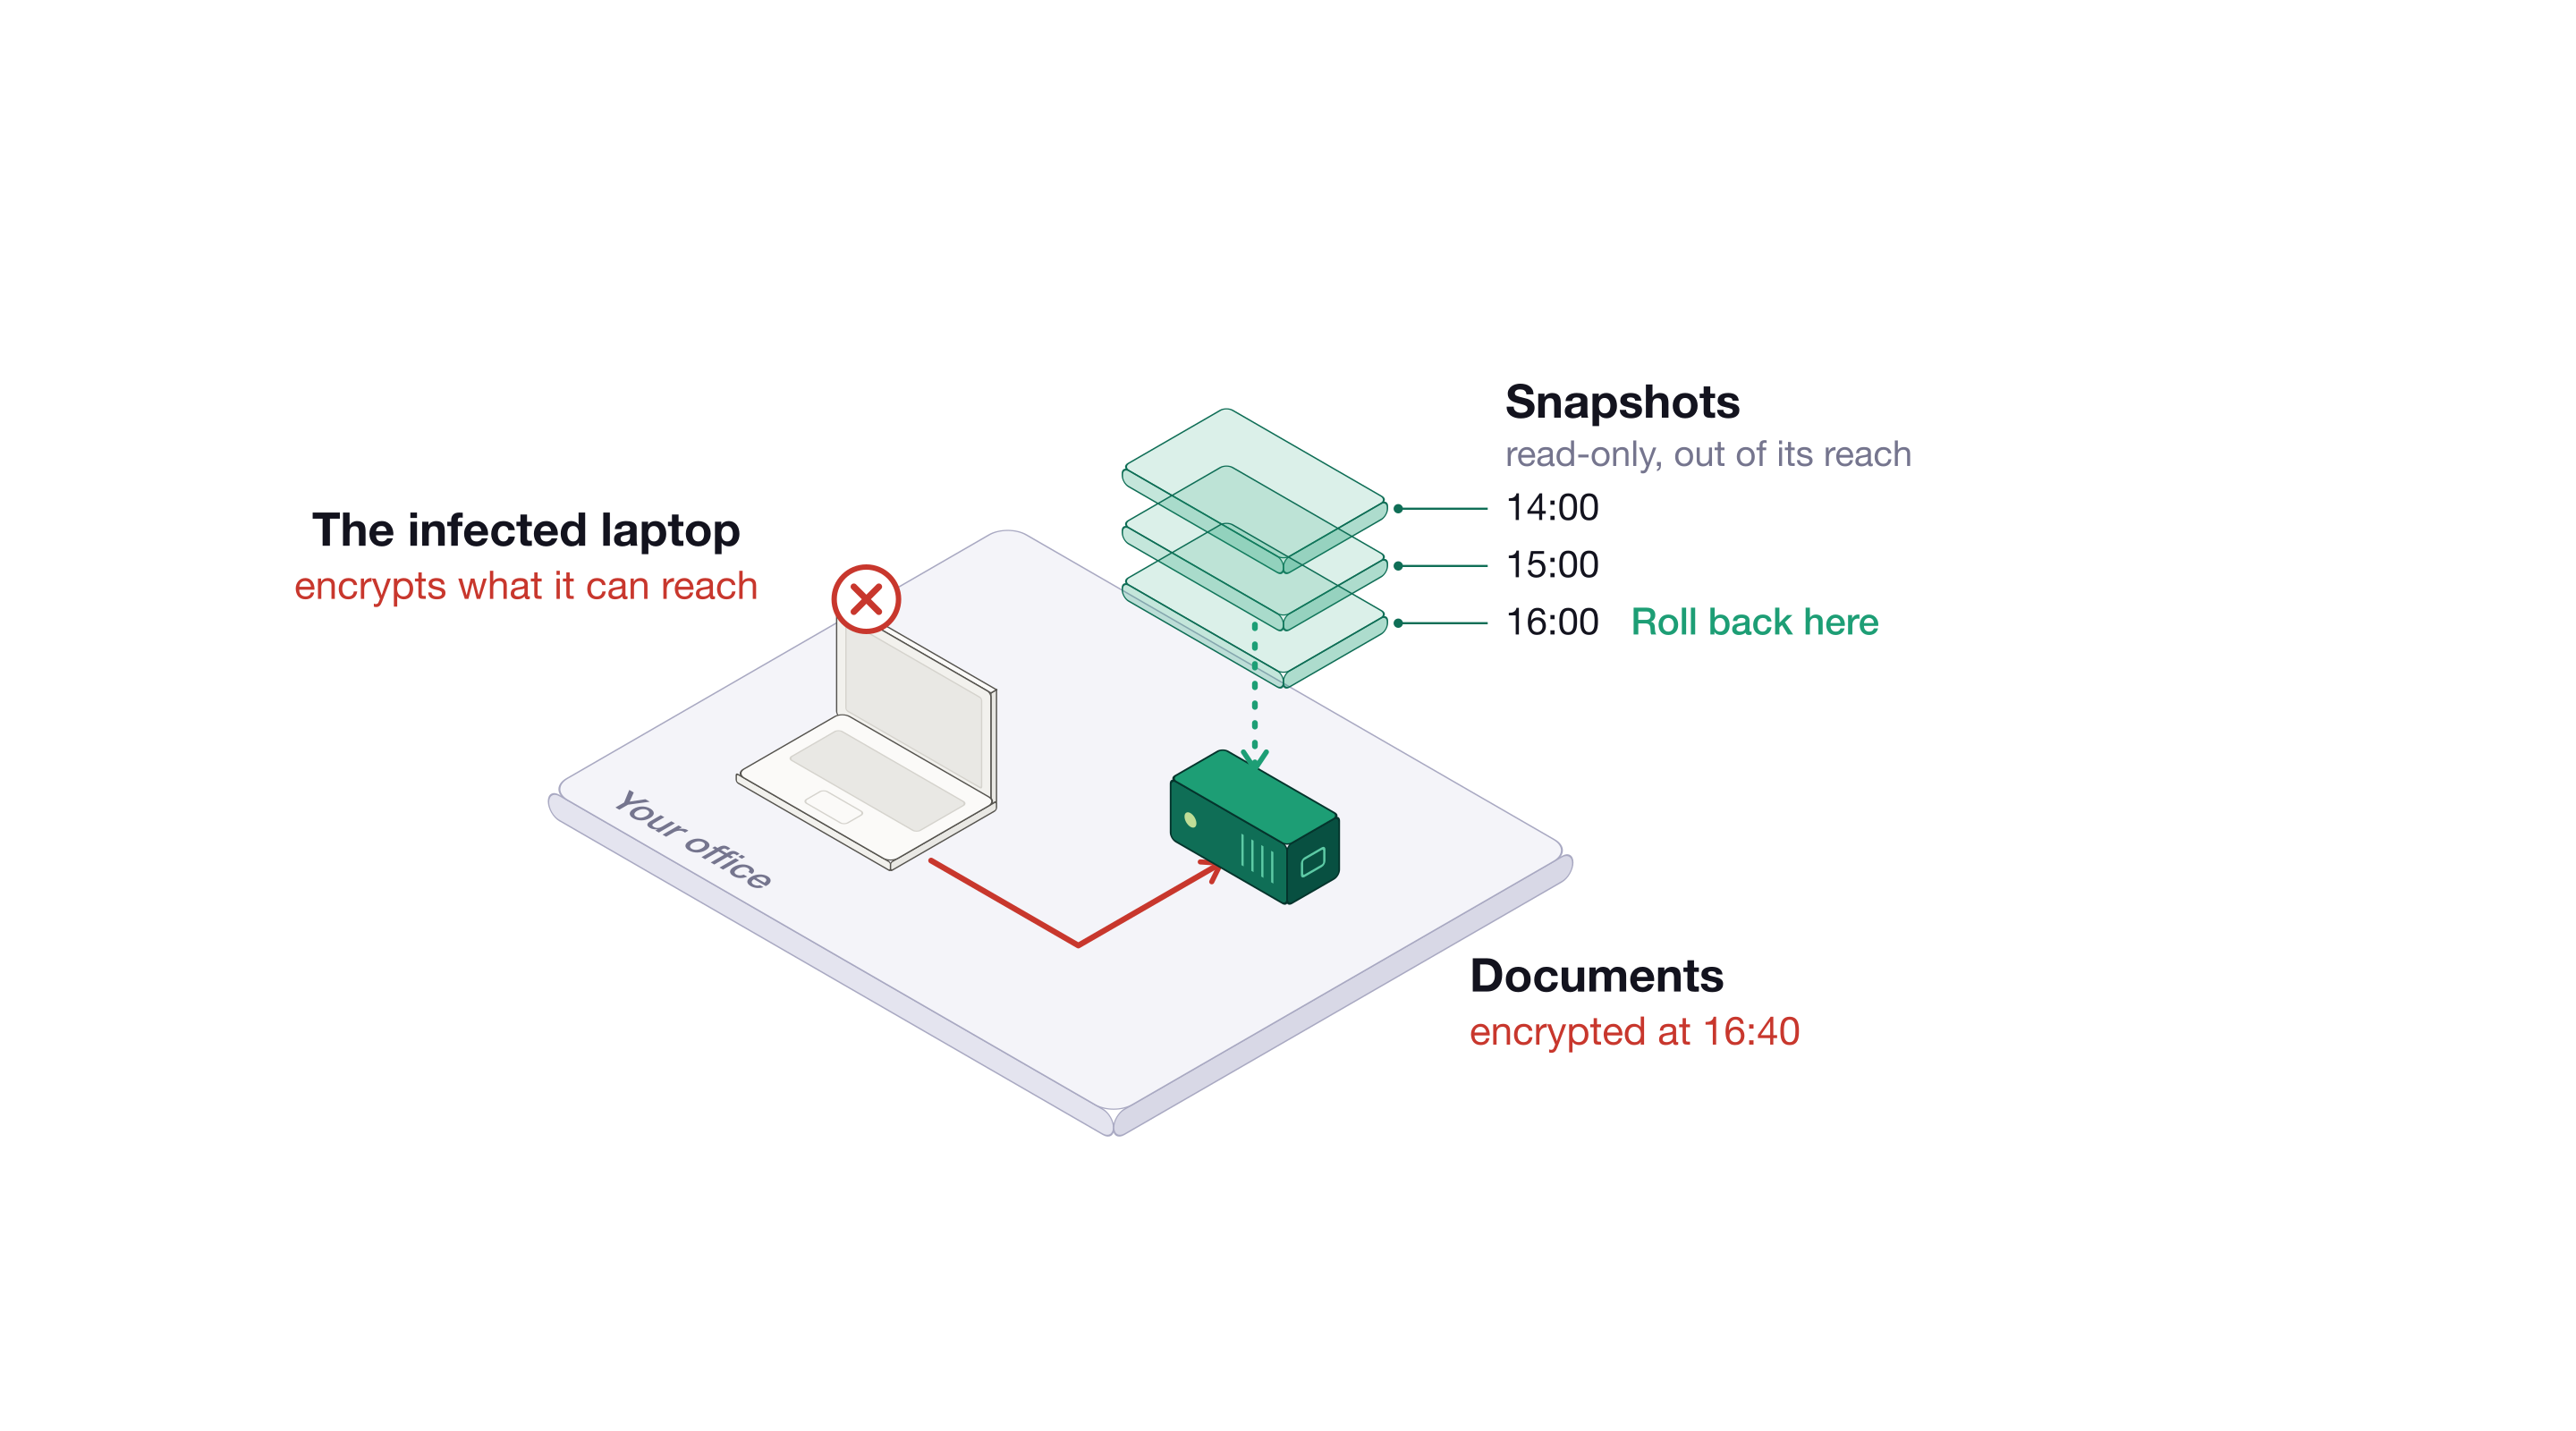 The infected laptop
encrypts what it can reach
Snapshots
read-only, out of its reach
14:00
15:00
16:00 Roll back here
Your office
Documents
encrypted at 16:40